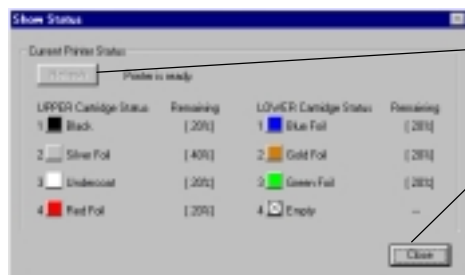 Show Status
Current Printer Status
Refresh Printer is ready
UPPER Cartridge Status Remaining LOWER Cartridge Status Remaining
1 Black [20%] 1 Blue Foil [20%]
2 Silver Foil [40%] 2 Gold Foil [20%]
3 Undercoat [20%] 3 Green Foil [20%]
4 Red Foil [20%] 4 Empty --
Close